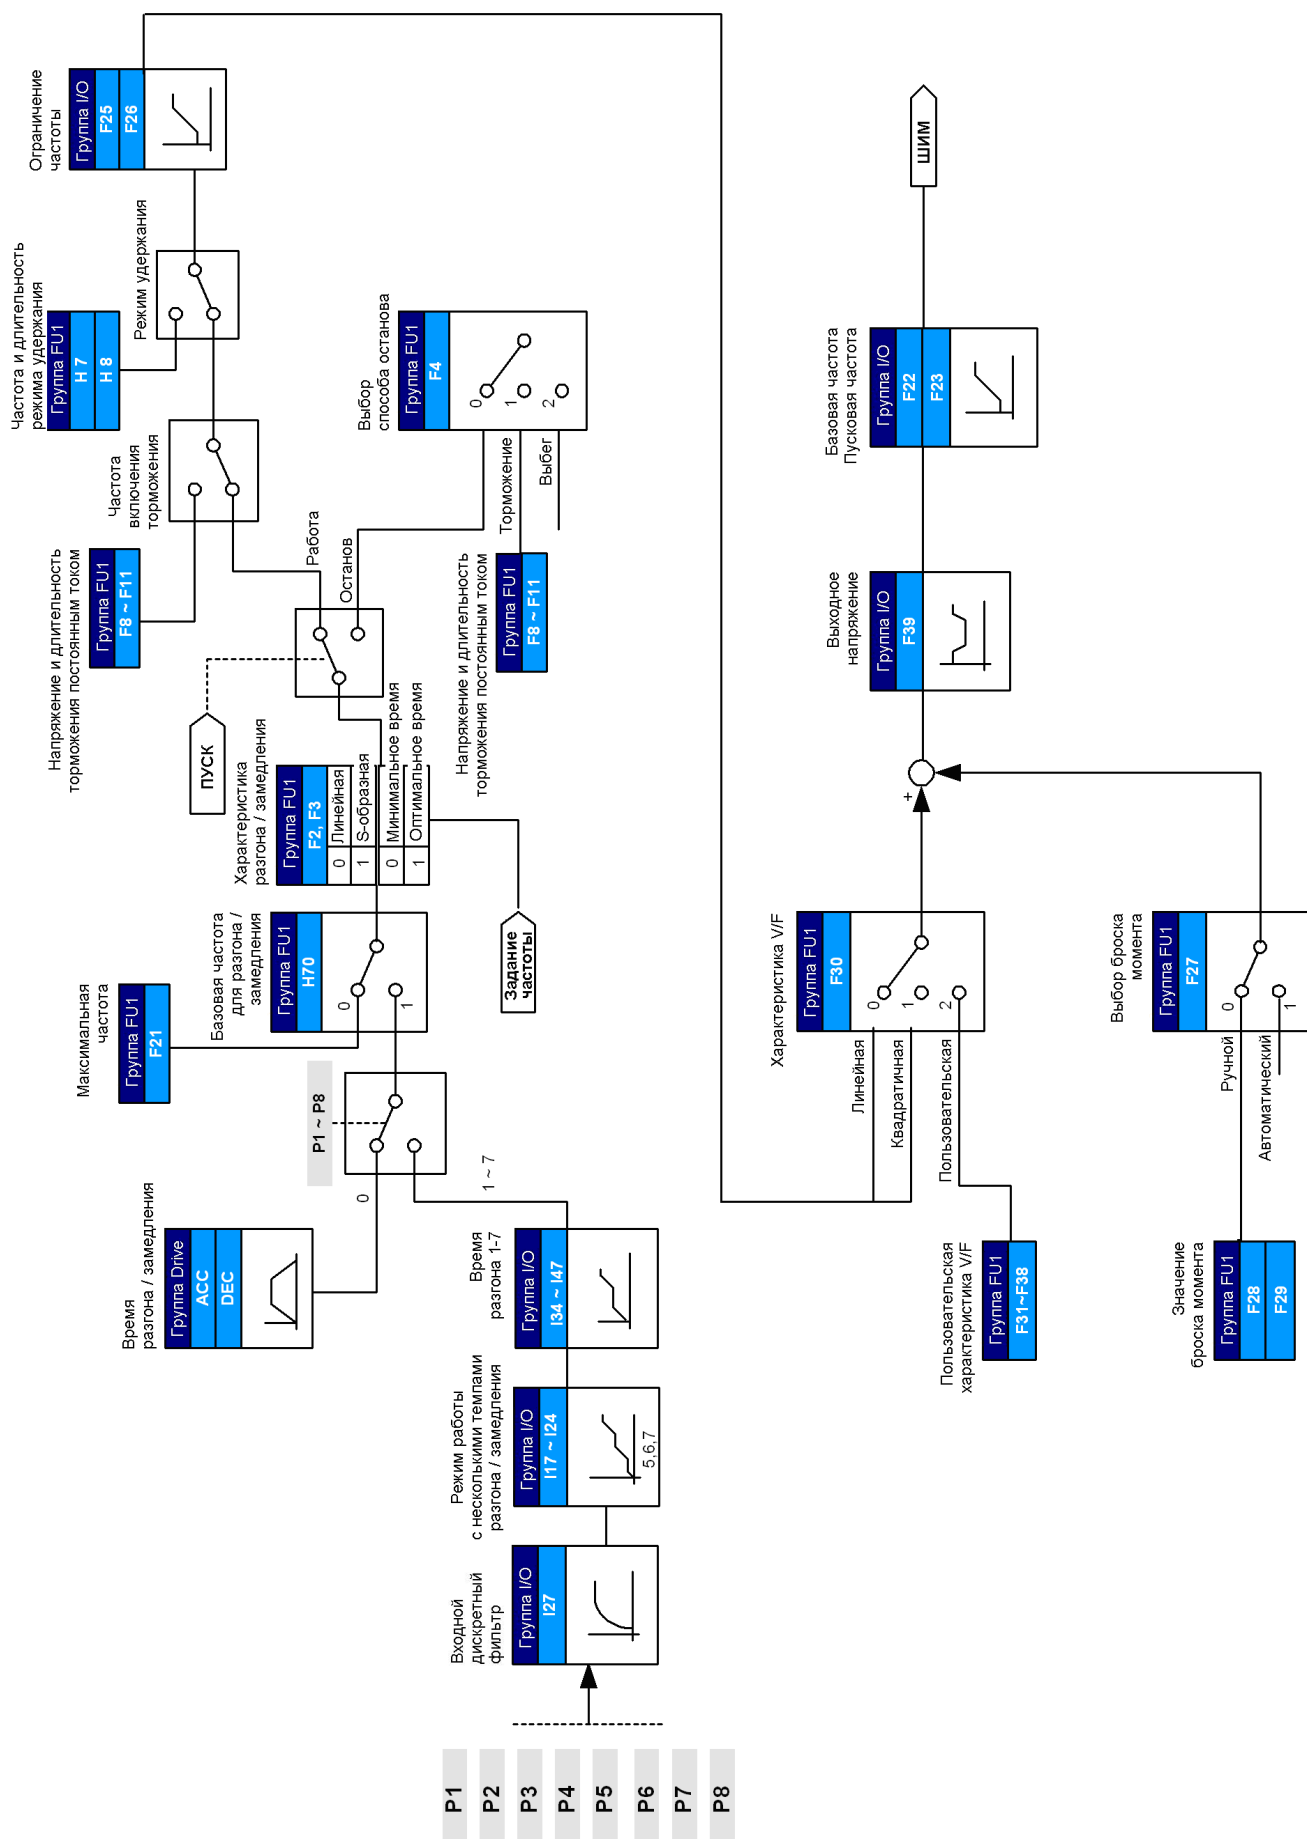 P1
P2
P3
P4
P5
P6
P7
P8
Входной
дискретный
фильтр
Группа I/O
I27
Режим работы
с несколькими темпами
разгона / замедления
Группа I/O
I17 ~ I24
5,6,7
Время
разгона 1-7
Группа I/O
I34 ~ I47
1 ~ 7
Время
разгона / замедления
Группа Drive
ACC
DEC
0
P1 ~ P8
Максимальная
частота
Группа FU1
F21
Базовая частота
для разгона /
замедления
Группа FU1
H70
0
1
Задание
частоты
Характеристика
разгона / замедления
Группа FU1
F2, F3
0 Линейная
1 S-образная
0 Минимальное время
1 Оптимальное время
ПУСК
Работа
Останов
Напряжение и длительность
торможения постоянным током
Группа FU1
F8 ~ F11
Частота
включения
торможения
Напряжение и длительность
торможения постоянным током
Группа FU1
F8 ~ F11
Торможение
Выбег
Выбор
способа останова
Группа FU1
F4
0
1
2
Частота и длительность
режима удержания
Группа FU1
H 7
H 8
Режим удержания
Ограничение
частоты
Группа I/O
F25
F26
Пользовательская
характеристика V/F
Группа FU1
F31~F38
Линейная
Квадратичная
Пользовательская
Характеристика V/F
Группа FU1
F30
0
1
2
Значение
броска момента
Группа FU1
F28
F29
Ручной
Автоматический
Выбор броска
момента
Группа FU1
F27
0
1
+
Выходное
напряжение
Группа I/O
F39
Базовая частота
Пусковая частота
Группа I/O
F22
F23
ШИМ